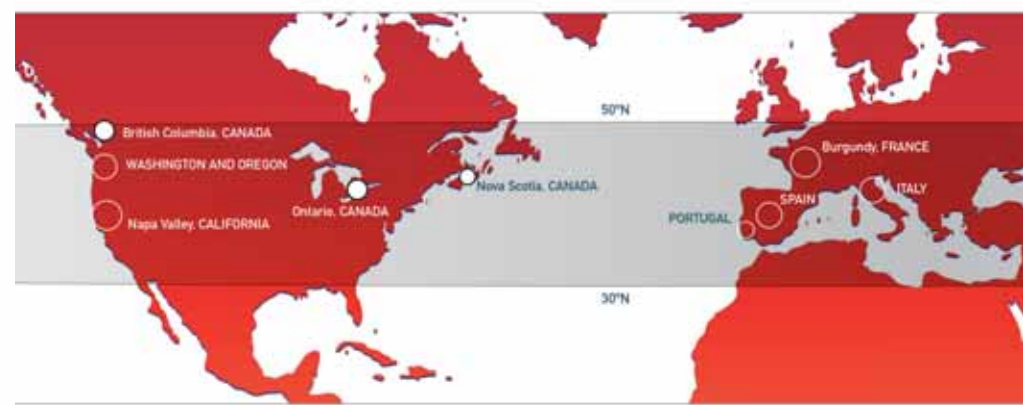 50°N
British Columbia, CANADA
WASHINGTON AND OREGON
Burgundy, FRANCE
Nova Scotia, CANADA
ITALY
SPAIN
Ontario, CANADA
PORTUGAL
Napa Valley, CALIFORNIA
30°N